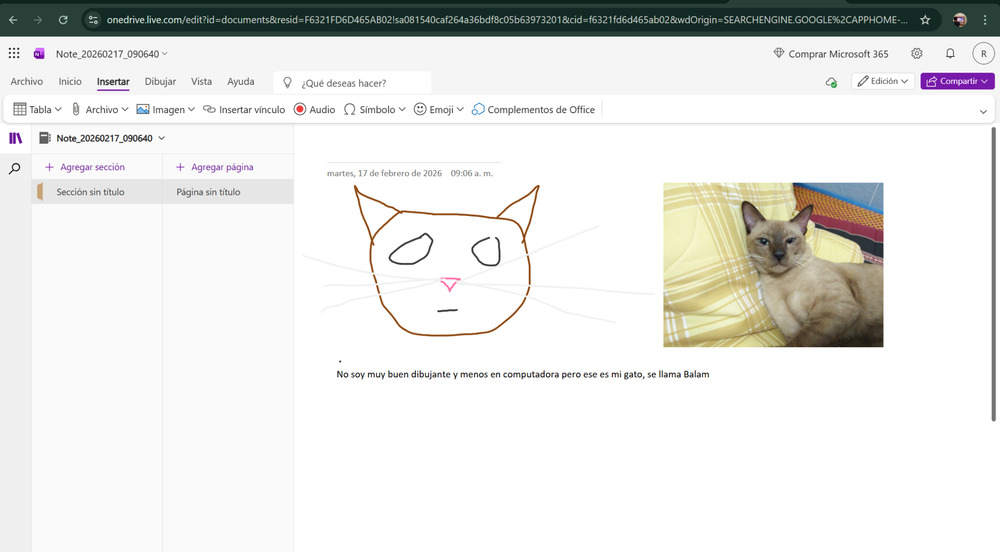 onedrive.live.com/edit?id=documents&resid=F6321FD6D465AB02!sa081540caf264a36bdf8c05b63973201&cid=f6321fd6d465ab02&wdOrigin=SEARCHENGINE.GOOGLE%2CAPPHOME-...
N Note_20260217_090640
Comprar Microsoft 365
R
Archivo Inicio Insertar Dibujar Vista Ayuda
¿Qué deseas hacer?
Edición
Compartir
Tabla Archivo Imagen Insertar vínculo Audio Símbolo Emoji Complementos de Office
Note_20260217_090640
+ Agregar sección
+ Agregar página
Sección sin título
Página sin título
martes, 17 de febrero de 2026 09:06 a. m.
No soy muy buen dibujante y menos en computadora pero ese es mi gato, se llama Balam